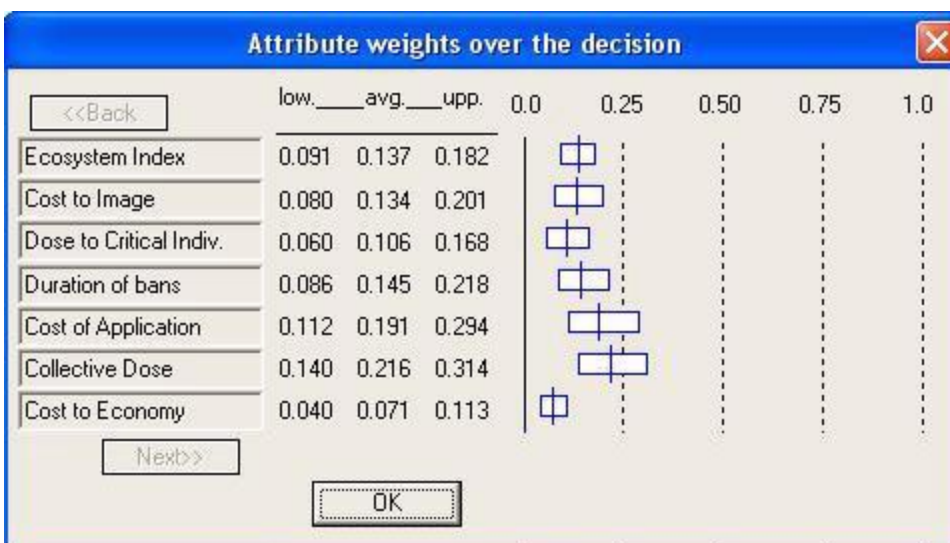 Attribute weights over the decision
<<Back low.____avg.___upp. 0.0 0.25 0.50 0.75 1.0
Ecosystem Index 0.091 0.137 0.182
Cost to Image 0.080 0.134 0.201
Dose to Critical Indiv. 0.060 0.106 0.168
Duration of bans 0.086 0.145 0.218
Cost of Application 0.112 0.191 0.294
Collective Dose 0.140 0.216 0.314
Cost to Economy 0.040 0.071 0.113
Next>>
OK